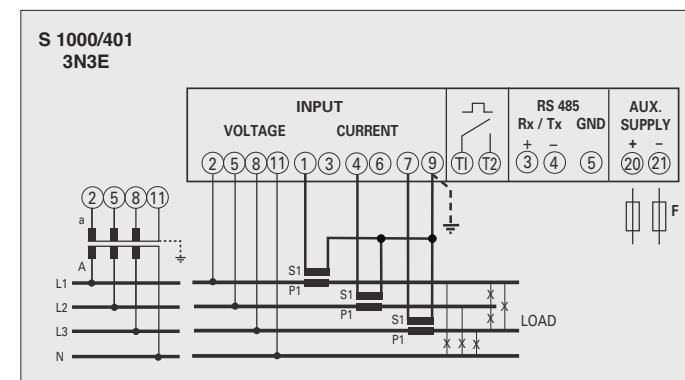 S 1000/401
3N3E
INPUT
VOLTAGE CURRENT
RS 485
Rx / Tx GND
+ –
AUX.
SUPPLY
+ –
2 5 8 11 1 3 4 6 7 9 T1 T2 3 4 5 20 21
F
2 5 8 11
a
A
L1
L2
L3
N
S1
P1
S1
P1
S1
P1
X X X
X X X
LOAD